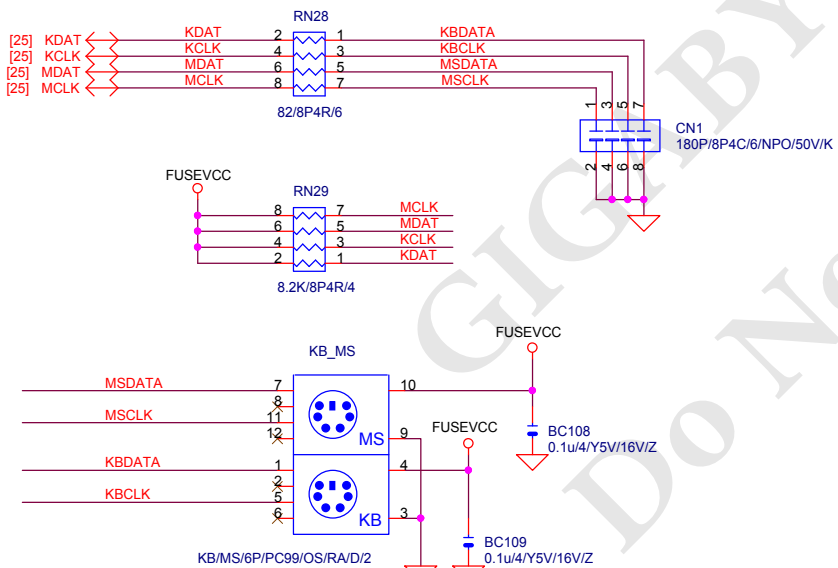 RN28
[25] KDAT KDAT 2 1 KBDATA
[25] KCLK KCLK 4 3 KBCLK
[25] MDAT MDAT 6 5 MSDATA
[25] MCLK MCLK 8 7 MSCLK
82/8P4R/6
1 3 5 7
CN1
180P/8P4C/6/NPO/50V/K
2 4 6 8
FUSEVCC
RN29
8 7 MCLK
6 5 MDAT
4 3 KCLK
2 1 KDAT
8.2K/8P4R/4
FUSEVCC
KB_MS
MSDATA 7 10
8
MSCLK 11
12 MS 9
FUSEVCC
BC108
0.1u/4/Y5V/16V/Z
KBDATA 1 4
2
KBCLK 5
6 KB 3
BC109
0.1u/4/Y5V/16V/Z
KB/MS/6P/PC99/OS/RA/D/2
GIGABY
Do No